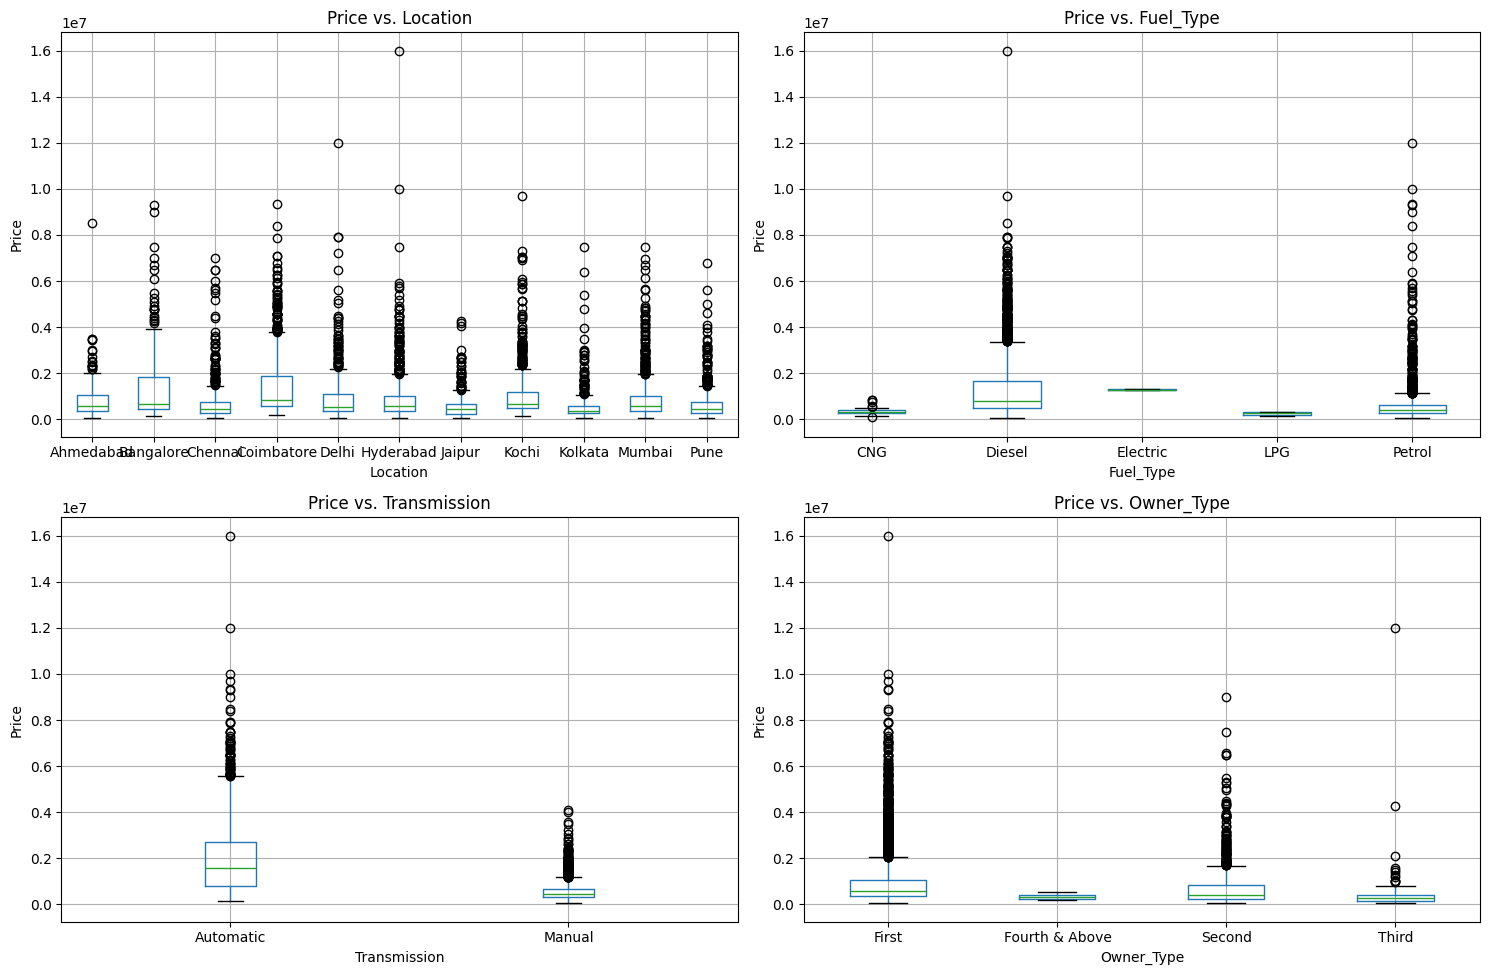 Price vs. Location
1e7
1.6
1.4
1.2
1.0
0.8
0.6
0.4
0.2
0.0
Price
Ahmedabad Bangalore Chennai Coimbatore Delhi Hyderabad Jaipur Kochi Kolkata Mumbai Pune
Location
Price vs. Fuel_Type
1e7
1.6
1.4
1.2
1.0
0.8
0.6
0.4
0.2
0.0
Price
CNG Diesel Electric LPG Petrol
Fuel_Type
Price vs. Transmission
1e7
1.6
1.4
1.2
1.0
0.8
0.6
0.4
0.2
0.0
Price
Automatic Manual
Transmission
Price vs. Owner_Type
1e7
1.6
1.4
1.2
1.0
0.8
0.6
0.4
0.2
0.0
Price
First Fourth & Above Second Third
Owner_Type